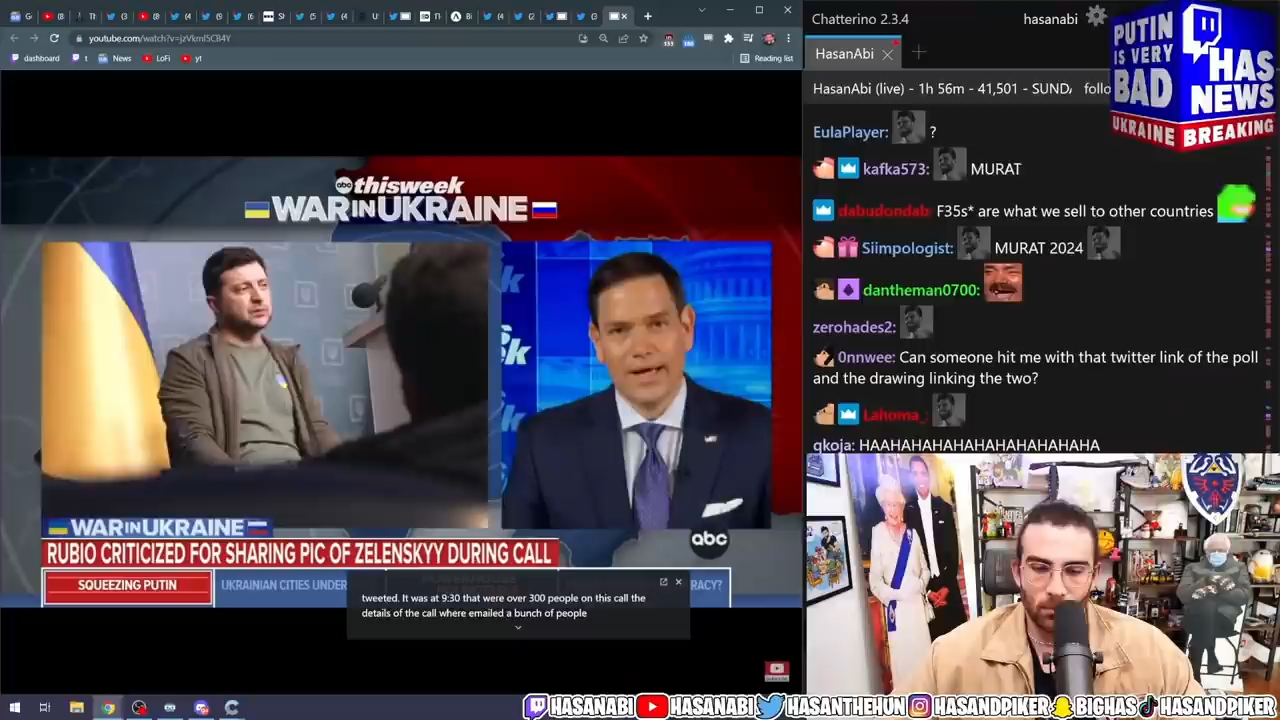 youtube.com/watch?v=jzVkmI5CB4Y
dashboard
t
News
LoFi
yt
Reading list
abc thisweek
WAR IN UKRAINE
WAR IN UKRAINE
RUBIO CRITICIZED FOR SHARING PIC OF ZELENSKYY DURING CALL
abc
SQUEEZING PUTIN
UKRAINIAN CITIES UNDER
RACY?
tweeted. It was at 9:30 that were over 300 people on this call the
details of the call where emailed a bunch of people
Chatterino 2.3.4
hasanabi
HasanAbi
HasanAbi (live) - 1h 56m - 41,501 - SUND
follo
PUTIN
IS VERY
BAD
HAS
NEWS
UKRAINE BREAKING
EulaPlayer: ?
kafka573: MURAT
dabudondab: F35s* are what we sell to other countries
Siimpologist: MURAT 2024
dantheman0700:
zerohades2:
0nnwee: Can someone hit me with that twitter link of the poll
and the drawing linking the two?
Lahoma_:
qkoja: HAAHAHAHAHAHAHAHAHAHA
HASANABI HASANABI HASANTHEHUN HASANDPIKER BIGHAS HASANDPIKER